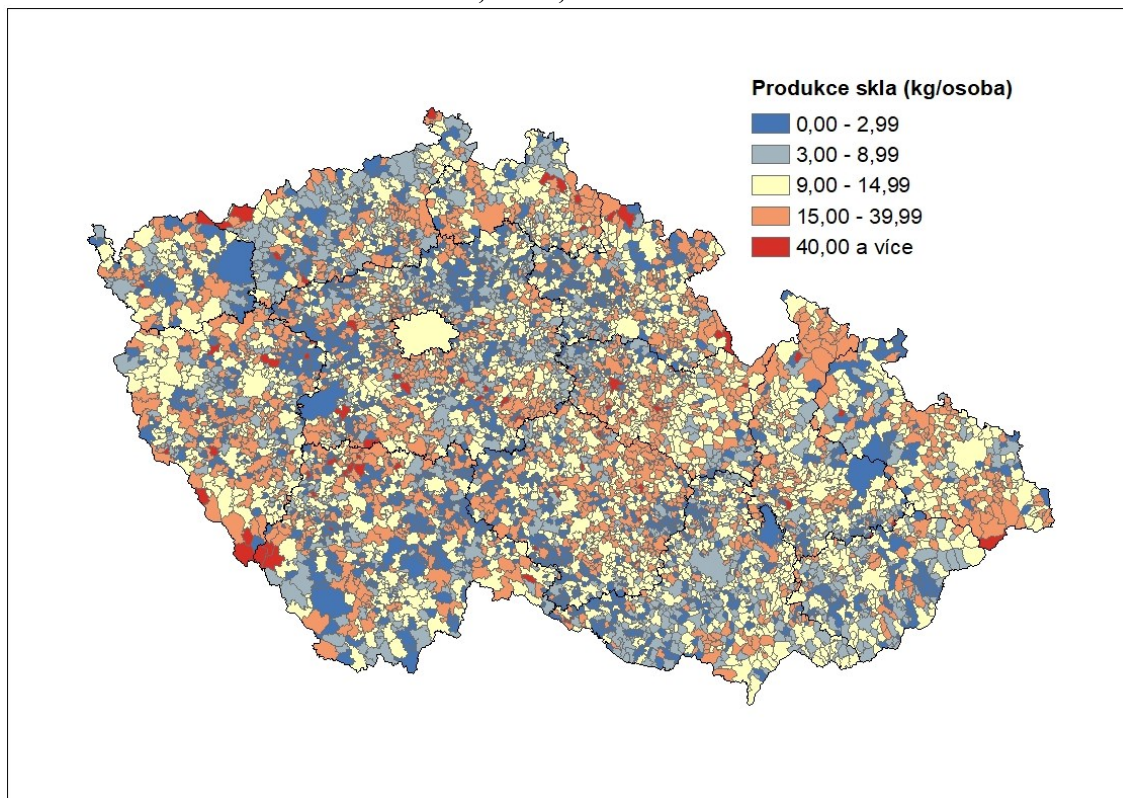 Produkce skla (kg/osoba)
0,00 - 2,99
3,00 - 8,99
9,00 - 14,99
15,00 - 39,99
40,00 a více